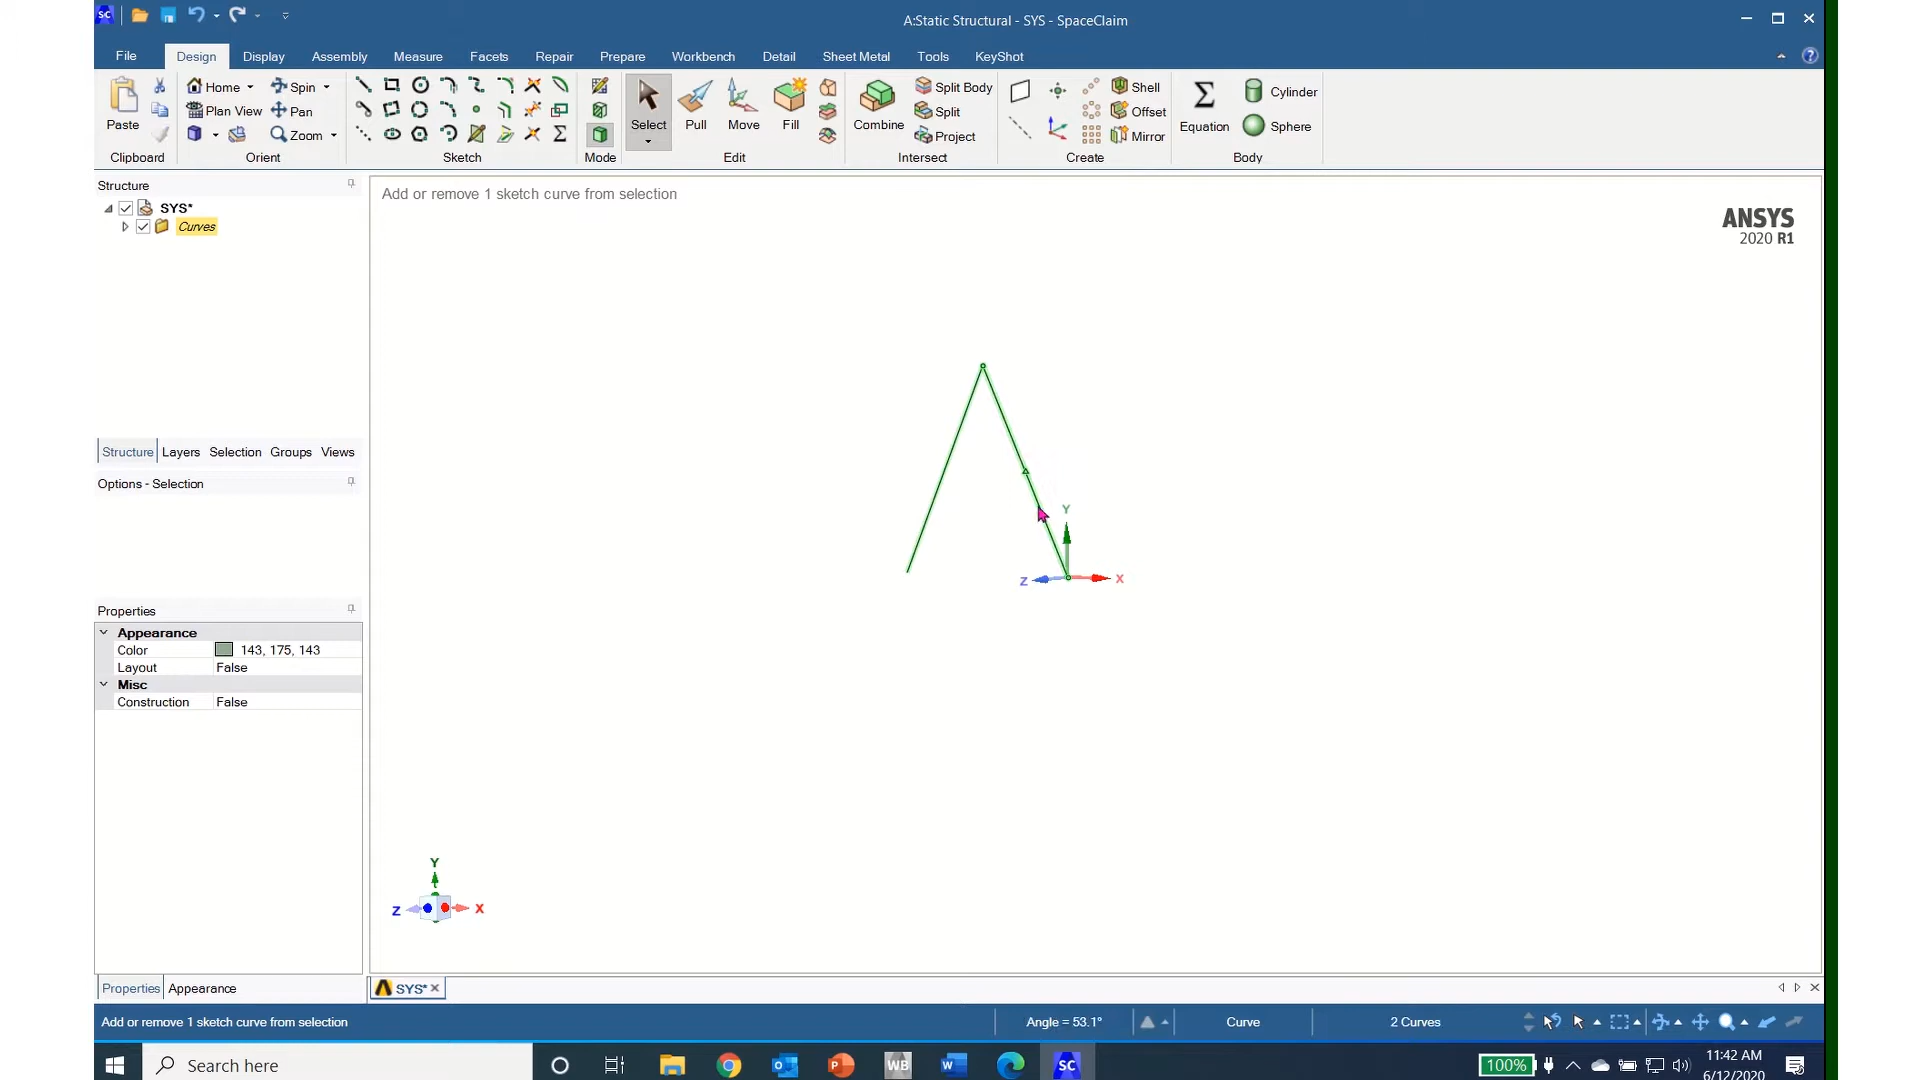 SC
A:Static Structural - SYS - SpaceClaim
File Design Display Assembly Measure Facets Repair Prepare Workbench Detail Sheet Metal Tools KeyShot
Home Spin Split Body Shell Cylinder
Plan View Pan Split Offset
Paste Select Pull Move Fill Combine Equation Sphere
Zoom Project Mirror
Clipboard Orient Sketch Mode Edit Intersect Create Body
Structure
SYS*
Curves
Structure Layers Selection Groups Views
Options - Selection
Properties
Appearance
Color 143, 175, 143
Layout False
Misc
Construction False
Properties Appearance
Add or remove 1 sketch curve from selection
ANSYS
2020 R1
Y
Z X
Y
Z X
SYS*
Add or remove 1 sketch curve from selection Angle = 53.1° Curve 2 Curves
Search here WB SC 100% 11:42 AM
6/12/2020